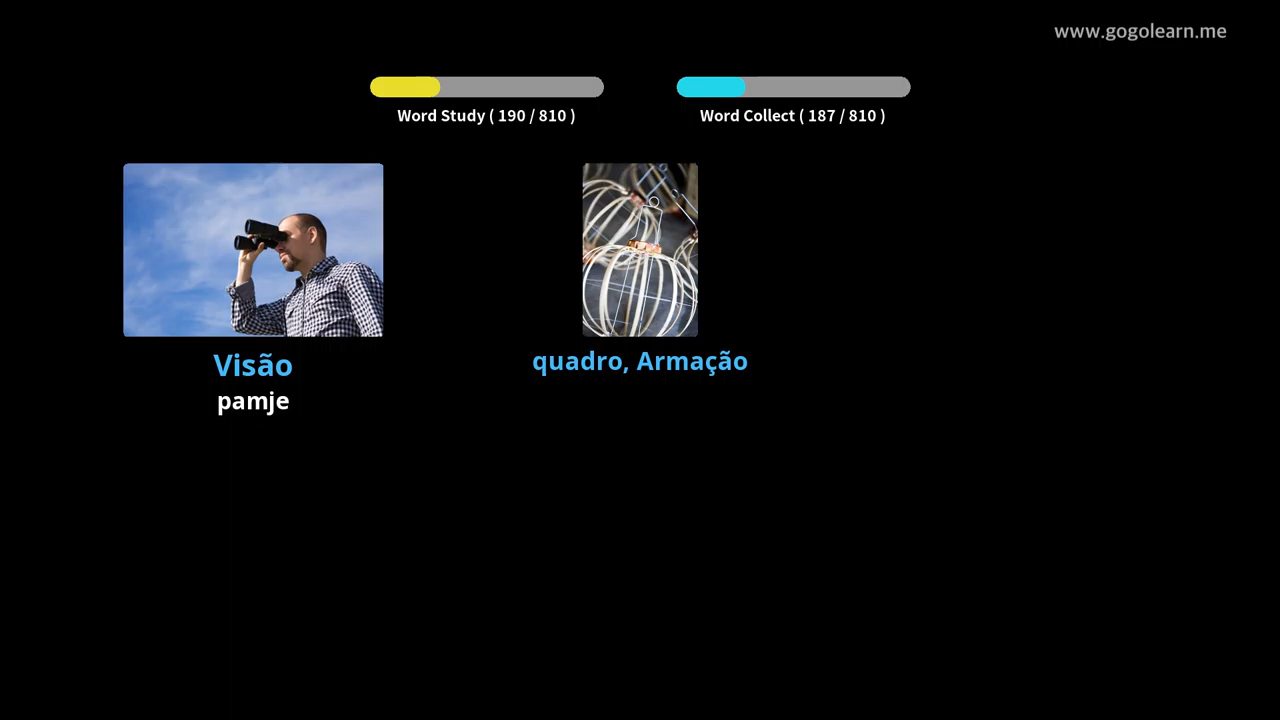 www.gogolearn.me
Word Study ( 190 / 810 )
Word Collect ( 187 / 810 )
Visão
pamje
quadro, Armação